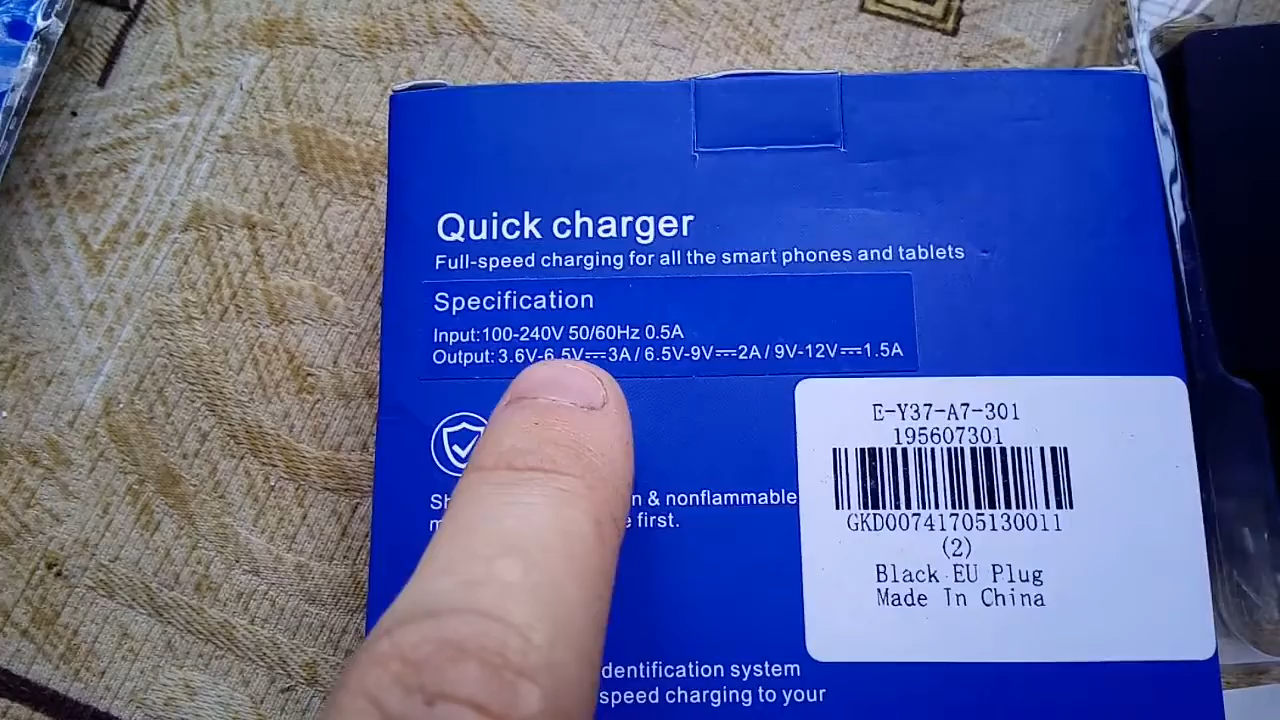 Quick charger
Full-speed charging for all the smart phones and tablets
Specification
Input:100-240V 50/60Hz 0.5A
Output: 3.6V-6.5V⎓3A / 6.5V-9V⎓2A / 9V-12V⎓1.5A
& nonflammable
first.
E-Y37-A7-301
195607301
GKD00741705130011
(2)
Black EU Plug
Made In China
dentification system
speed charging to your